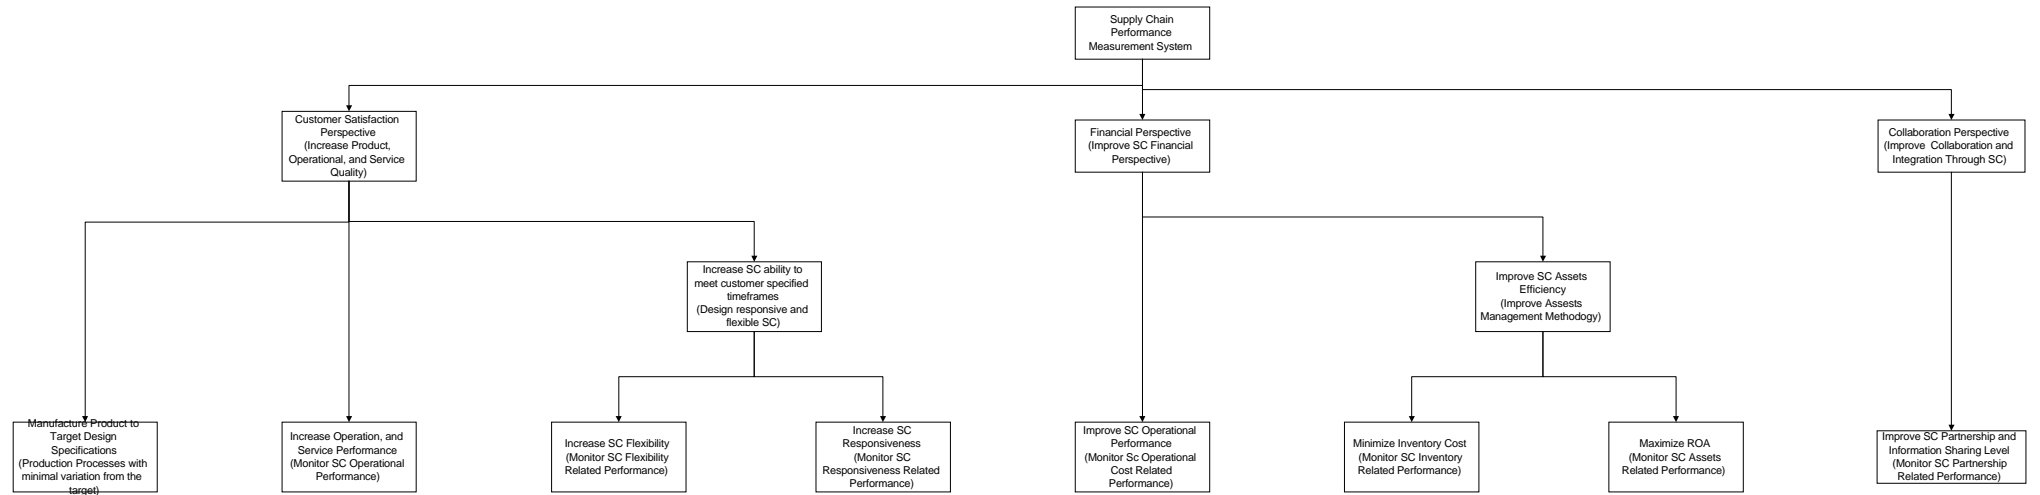 Supply Chain
Performance
Measurement System
Customer Satisfaction
Perspective
(Increase Product,
Operational, and Service
Quality)
Financial Perspective
(Improve SC Financial
Perspective)
Collaboration Perspective
(Improve Collaboration and
Integration Through SC)
Increase SC ability to
meet customer specified
timeframes
(Design responsive and
flexible SC)
Improve SC Assets
Efficiency
(Improve Assests
Management Methodogy)
Manufacture Product to
Target Design
Specifications
(Production Processes with
minimal variation from the
target)
Increase Operation, and
Service Performance
(Monitor SC Operational
Performance)
Increase SC Flexibility
(Monitor SC Flexibility
Related Performance)
Increase SC
Responsiveness
(Monitor SC
Responsiveness Related
Performance)
Improve SC Operational
Performance
(Monitor Sc Operational
Cost Related
Performance)
Minimize Inventory Cost
(Monitor SC Inventory
Related Performance)
Maximize ROA
(Monitor SC Assets
Related Performance)
Improve SC Partnership and
Information Sharing Level
(Monitor SC Partnership
Related Performance)